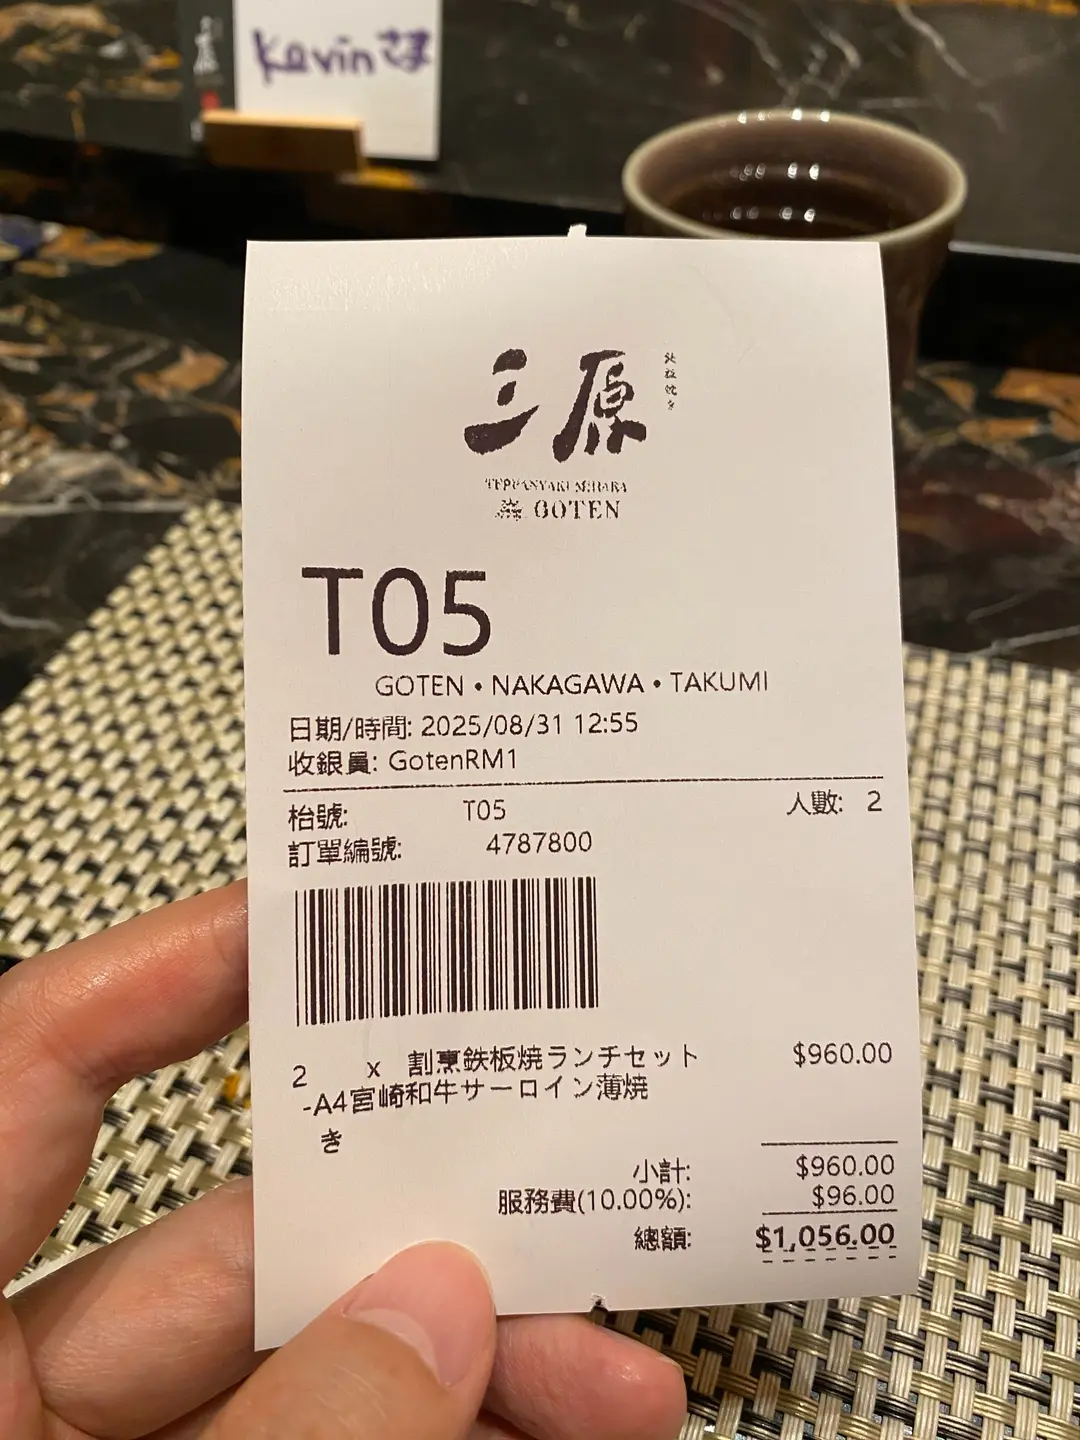 Kevinさま
三原
鉄板焼き
TEPPANYAKI MIHARA
GOTEN
T05
GOTEN • NAKAGAWA • TAKUMI
日期/時間: 2025/08/31 12:55
收銀員: GotenRM1
枱號: T05 人數: 2
訂單編號: 4787800
2 x 割烹鉄板焼ランチセット $960.00
-A4宮崎和牛サーロイン薄焼
き
小計: $960.00
服務費(10.00%): $96.00
總額: $1,056.00